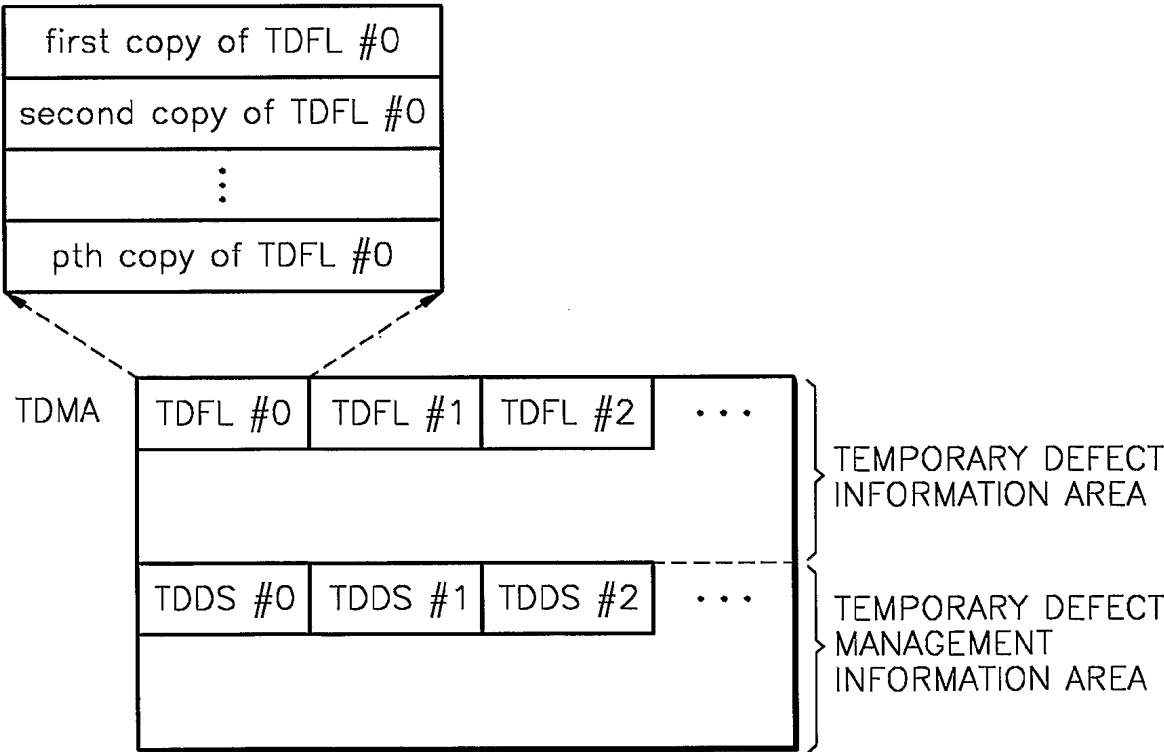 first copy of TDFL #0
second copy of TDFL #0
⋮
pth copy of TDFL #0
TDMA
TDFL #0 TDFL #1 TDFL #2 ...
TEMPORARY DEFECT
INFORMATION AREA
TDDS #0 TDDS #1 TDDS #2 ...
TEMPORARY DEFECT
MANAGEMENT
INFORMATION AREA